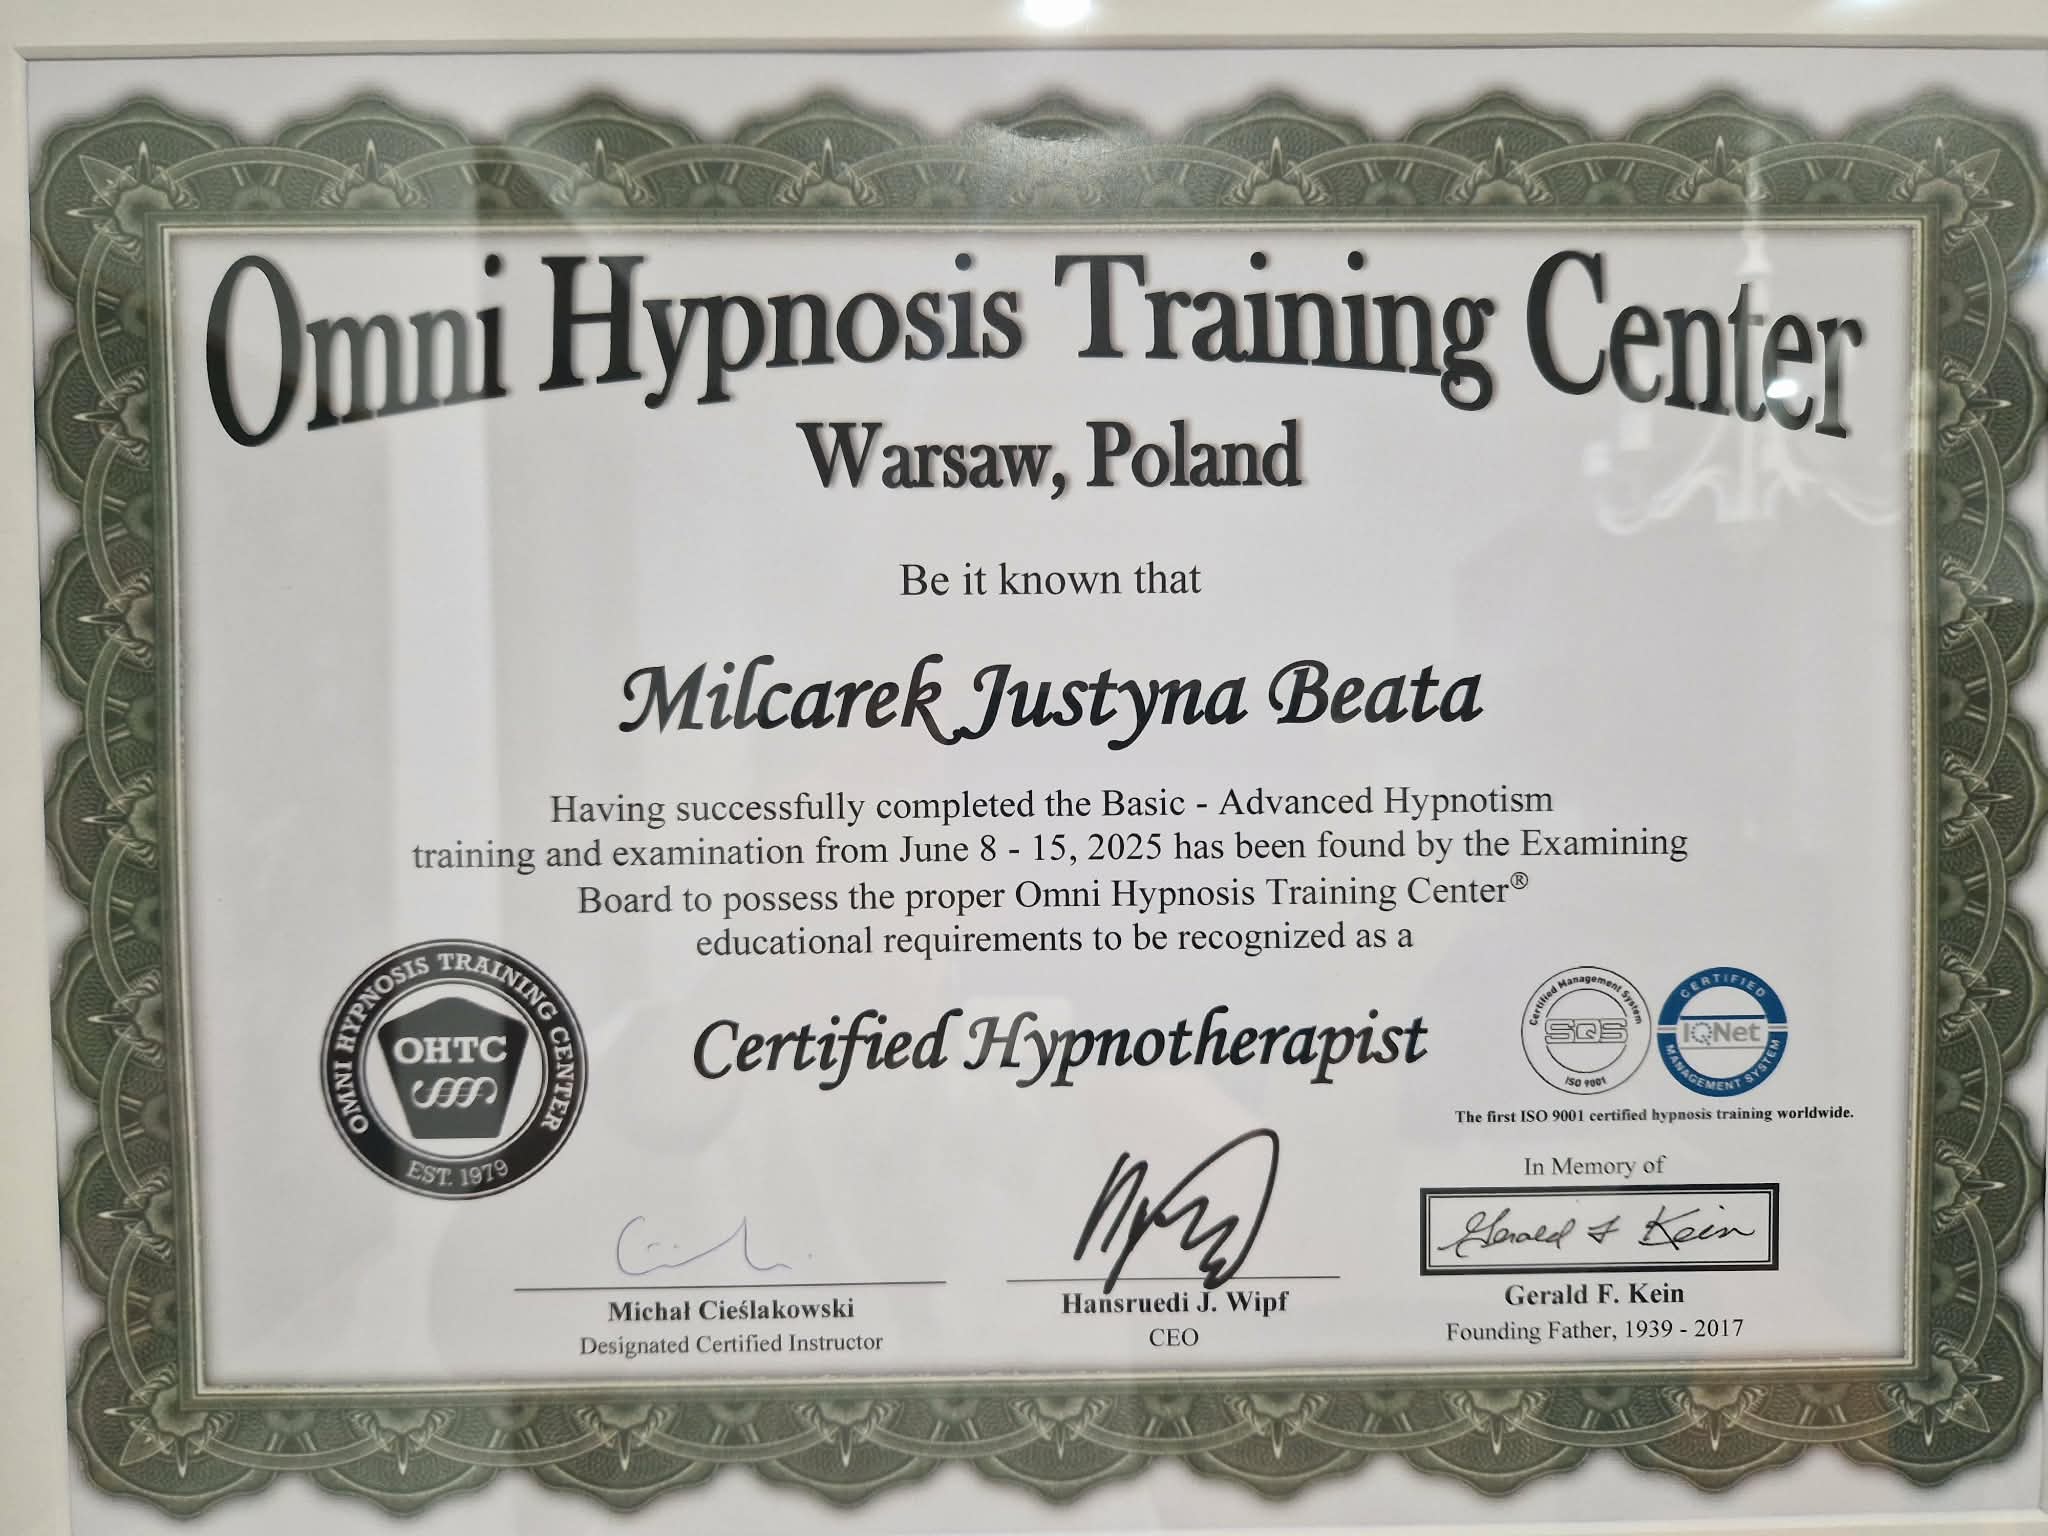 Omni Hypnosis Training Center
Warsaw, Poland
Be it known that
Milcarek Justyna Beata
Having successfully completed the Basic - Advanced Hypnotism
training and examination from June 8 - 15, 2025 has been found by the Examining
Board to possess the proper Omni Hypnosis Training Center®
educational requirements to be recognized as a
Certified Hypnotherapist
OMNI HYPNOSIS TRAINING CENTER
OHTC
EST. 1979
Certified Management System
SQS
ISO 9001
CERTIFIED
IQNet
MANAGEMENT SYSTEM
The first ISO 9001 certified hypnosis training worldwide.
Michał Cieślakowski
Designated Certified Instructor
Hansruedi J. Wipf
CEO
In Memory of
Gerald F Kein
Gerald F. Kein
Founding Father, 1939 - 2017